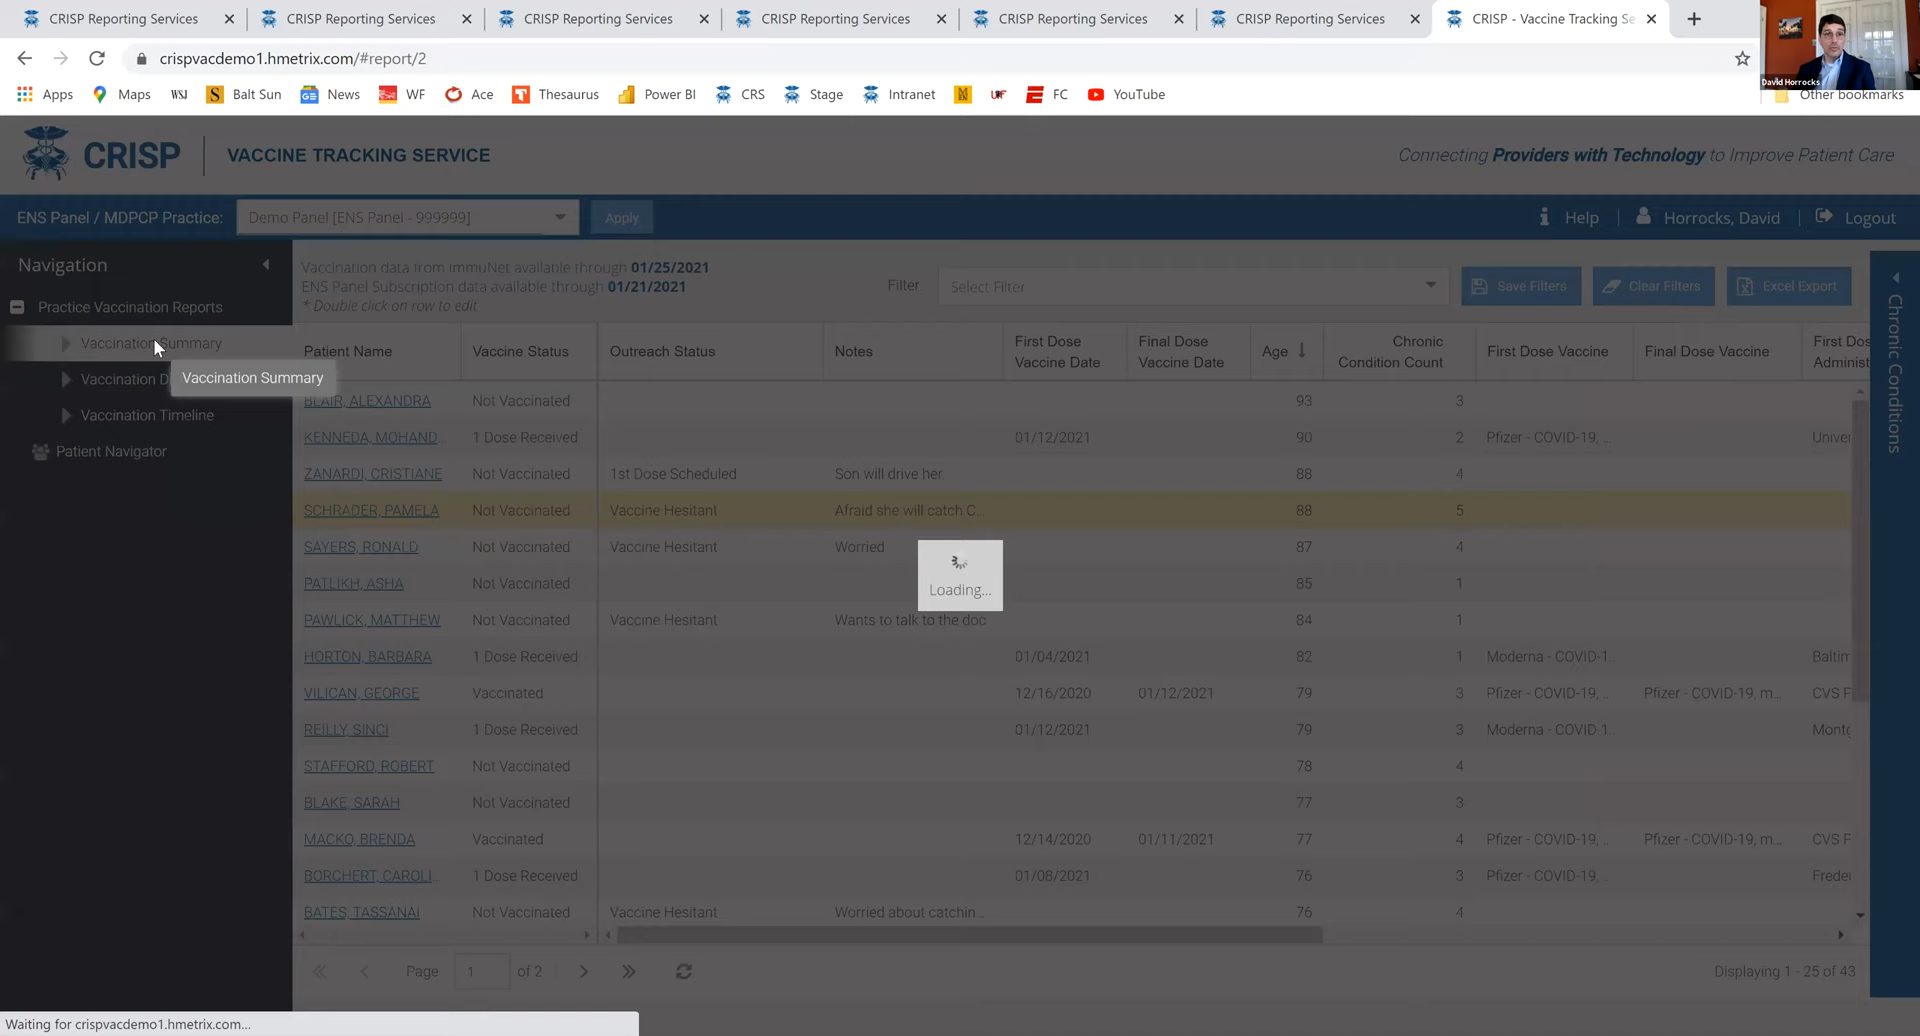 CRISP Reporting Services
CRISP Reporting Services
CRISP Reporting Services
CRISP Reporting Services
CRISP Reporting Services
CRISP Reporting Services
CRISP - Vaccine Tracking Se
crispvacdemo1.hmetrix.com/#report/2
David Horrocks
Apps
Maps
WSJ
Balt Sun
News
WF
Ace
Thesaurus
Power BI
CRS
Stage
Intranet
UF
FC
YouTube
Other bookmarks
CRISP
VACCINE TRACKING SERVICE
Connecting Providers with Technology to Improve Patient Care
ENS Panel / MDPCP Practice:
Demo Panel [ENS Panel - 999999]
Apply
Help
Horrocks, David
Logout
Navigation
Practice Vaccination Reports
Vaccination Summary
Vaccination D
Vaccination Summary
Vaccination Timeline
Patient Navigator
Vaccination data from ImmuNet available through 01/25/2021
ENS Panel Subscription data available through 01/21/2021
* Double click on row to edit
Filter
Select Filter
Save Filters
Clear Filters
Excel Export
Chronic Conditions
Patient Name Vaccine Status Outreach Status Notes First Dose Vaccine Date Final Dose Vaccine Date Age Chronic Condition Count First Dose Vaccine Final Dose Vaccine First Dos Administ
BLAIR, ALEXANDRA Not Vaccinated 93 3
KENNEDA, MOHAND... 1 Dose Received 01/12/2021 90 2 Pfizer - COVID-19, .. Univer
ZANARDI, CRISTIANE Not Vaccinated 1st Dose Scheduled Son will drive her. 88 4
SCHRADER, PAMELA Not Vaccinated Vaccine Hesitant Afraid she will catch C... 88 5
SAYERS, RONALD Not Vaccinated Vaccine Hesitant Worried 87 4
PATLIKH, ASHA Not Vaccinated 85 1
PAWLICK, MATTHEW Not Vaccinated Vaccine Hesitant Wants to talk to the doc 84 1
HORTON, BARBARA 1 Dose Received 01/04/2021 82 1 Moderna - COVID-1.. Baltim
VILICAN, GEORGE Vaccinated 12/16/2020 01/12/2021 79 3 Pfizer - COVID-19, .. Pfizer - COVID-19, m... CVS F
REILLY, SINCI 1 Dose Received 01/12/2021 79 3 Moderna - COVID-1.. Montg
STAFFORD, ROBERT Not Vaccinated 78 4
BLAKE, SARAH Not Vaccinated 77 3
MACKO, BRENDA Vaccinated 12/14/2020 01/11/2021 77 4 Pfizer - COVID-19, .. Pfizer - COVID-19, m... CVS F
BORCHERT, CAROLI.. 1 Dose Received 01/08/2021 76 3 Pfizer - COVID-19, .. Freder
BATES, TASSANAI Not Vaccinated Vaccine Hesitant Worried about catchin... 76 4
Loading...
Page 1 of 2
Displaying 1 - 25 of 43
Waiting for crispvacdemo1.hmetrix.com...